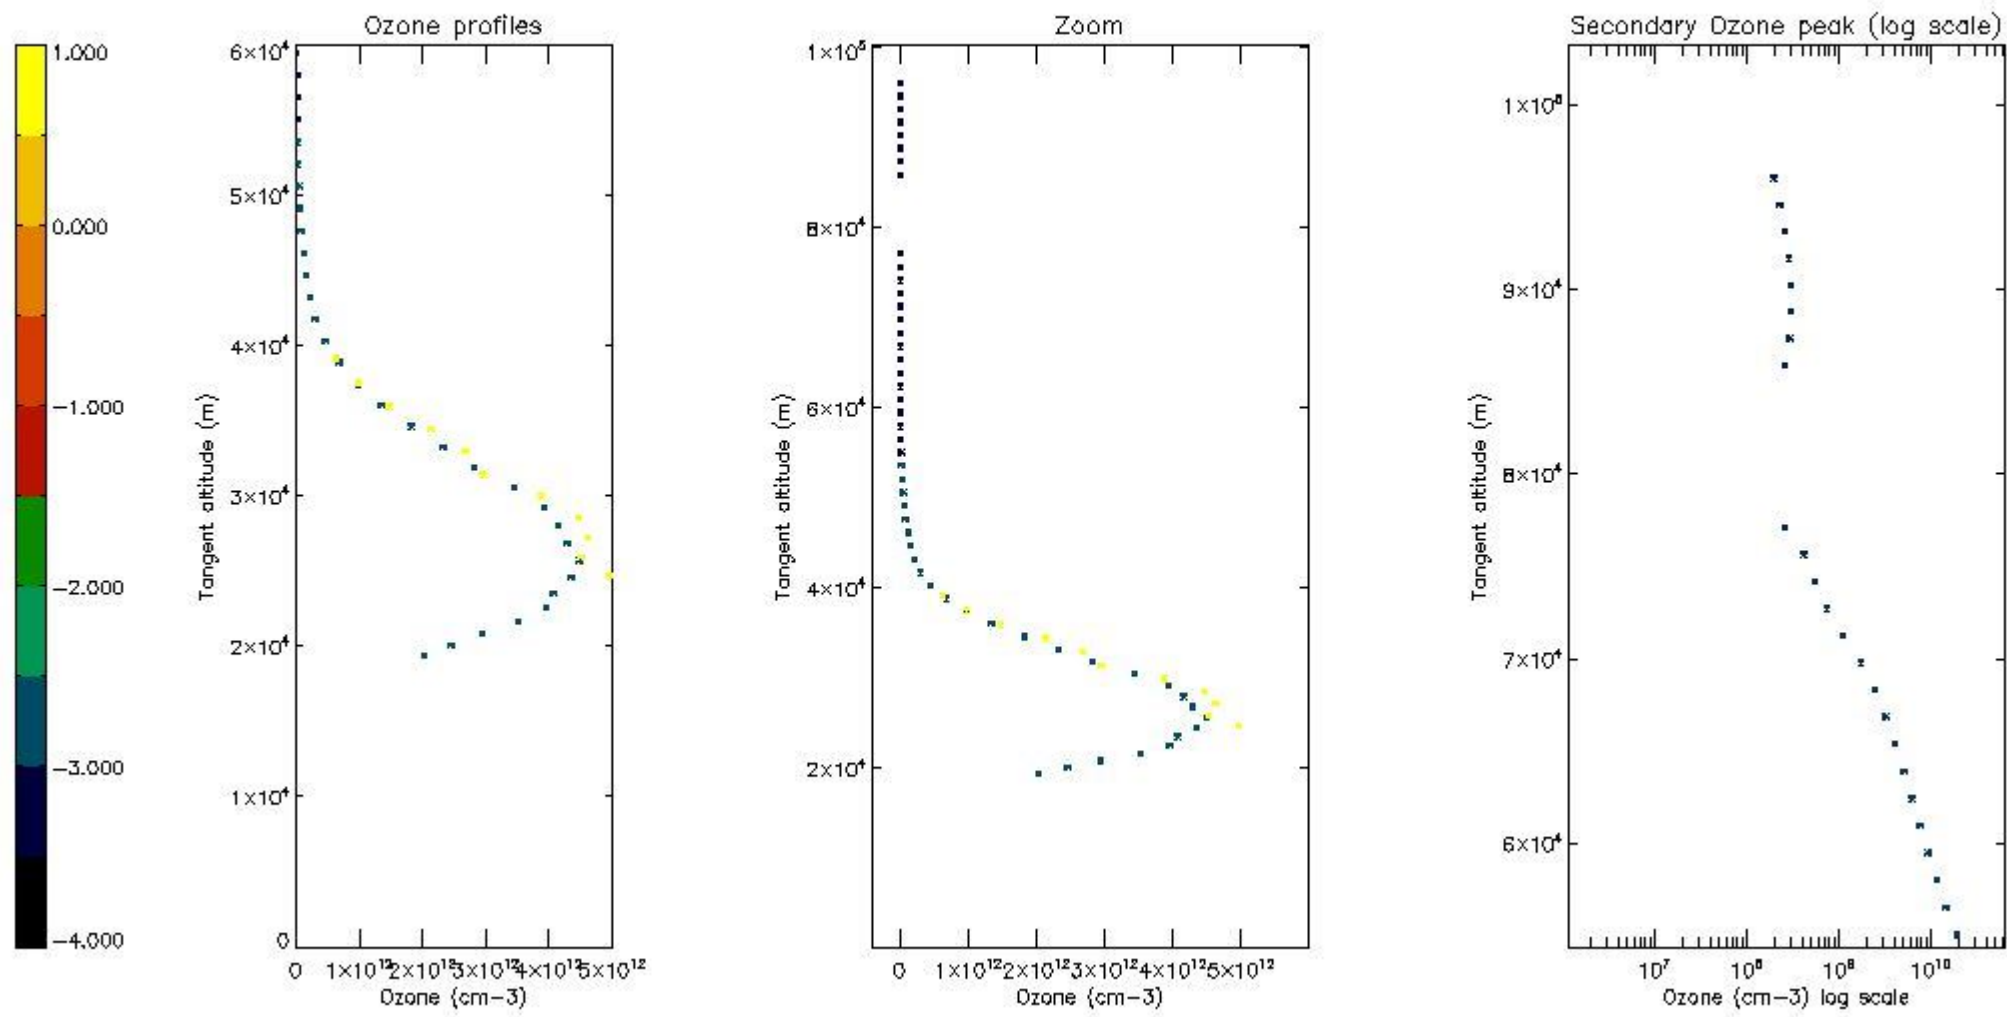 Ozone profiles
Zoom
Secondary Ozone peak (log scale)
1.000
0.000
−1.000
−2.000
−3.000
−4.000
6×10⁴
5×10⁴
4×10⁴
3×10⁴
2×10⁴
1×10⁴
0
Tangent altitude (m)
0 1×10¹² 2×10¹² 3×10¹² 4×10¹² 5×10¹²
Ozone (cm−3)
1×10⁵
8×10⁴
6×10⁴
4×10⁴
2×10⁴
Tangent altitude (m)
0 1×10¹² 2×10¹² 3×10¹² 4×10¹² 5×10¹²
Ozone (cm−3)
1×10⁵
9×10⁴
8×10⁴
7×10⁴
6×10⁴
Tangent altitude (m)
10⁷ 10⁸ 10⁹ 10¹⁰
Ozone (cm−3) log scale